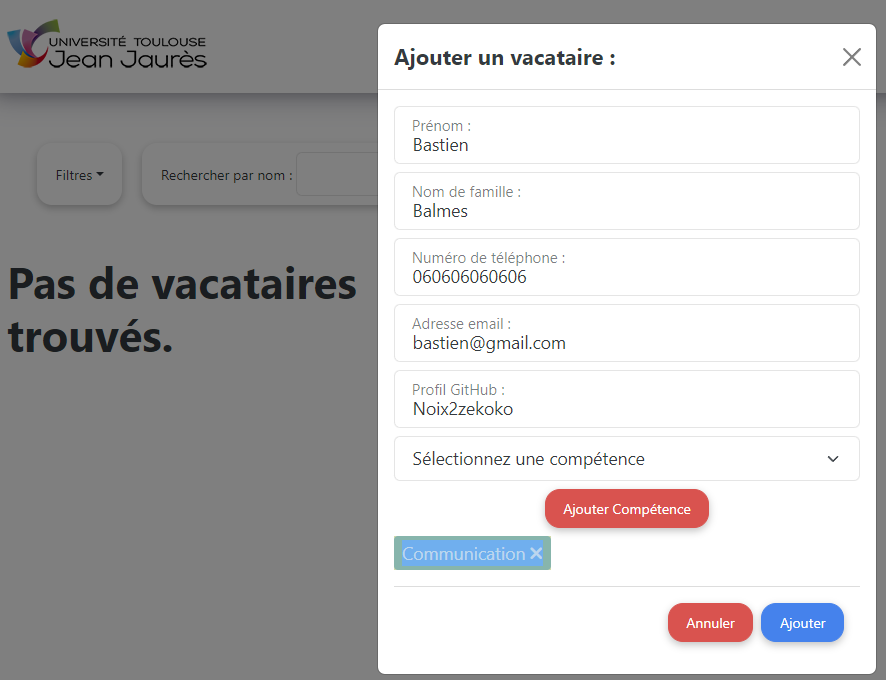 UNIVERSITÉ TOULOUSE
Jean Jaurès
Filtres
Rechercher par nom :
Pas de vacataires
trouvés.
Ajouter un vacataire :
Prénom :
Bastien
Nom de famille :
Balmes
Numéro de téléphone :
060606060606
Adresse email :
bastien@gmail.com
Profil GitHub :
Noix2zekoko
Sélectionnez une compétence
Ajouter Compétence
Communication
Annuler
Ajouter